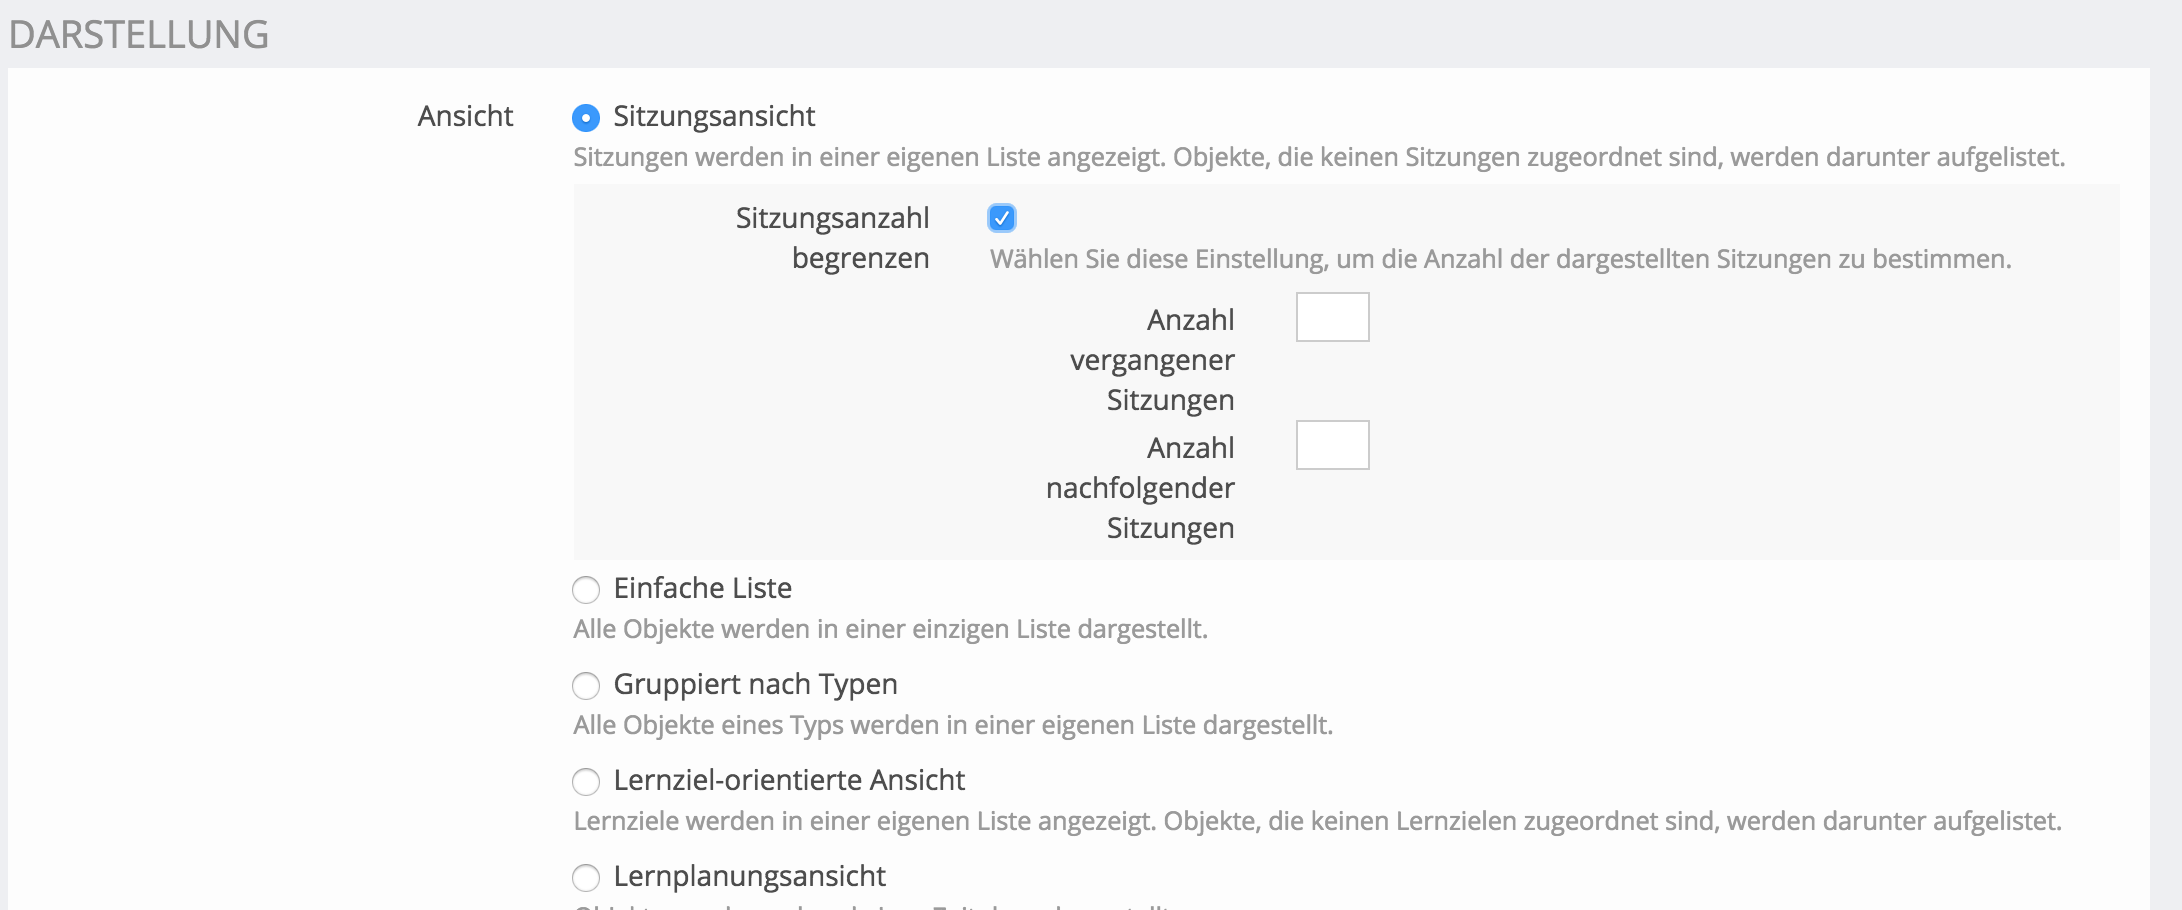 DARSTELLUNG
Ansicht
Sitzungsansicht
Sitzungen werden in einer eigenen Liste angezeigt. Objekte, die keinen Sitzungen zugeordnet sind, werden darunter aufgelistet.
Sitzungsanzahl
begrenzen
Wählen Sie diese Einstellung, um die Anzahl der dargestellten Sitzungen zu bestimmen.
Anzahl
vergangener
Sitzungen
Anzahl
nachfolgender
Sitzungen
Einfache Liste
Alle Objekte werden in einer einzigen Liste dargestellt.
Gruppiert nach Typen
Alle Objekte eines Typs werden in einer eigenen Liste dargestellt.
Lernziel-orientierte Ansicht
Lernziele werden in einer eigenen Liste angezeigt. Objekte, die keinen Lernzielen zugeordnet sind, werden darunter aufgelistet.
Lernplanungsansicht